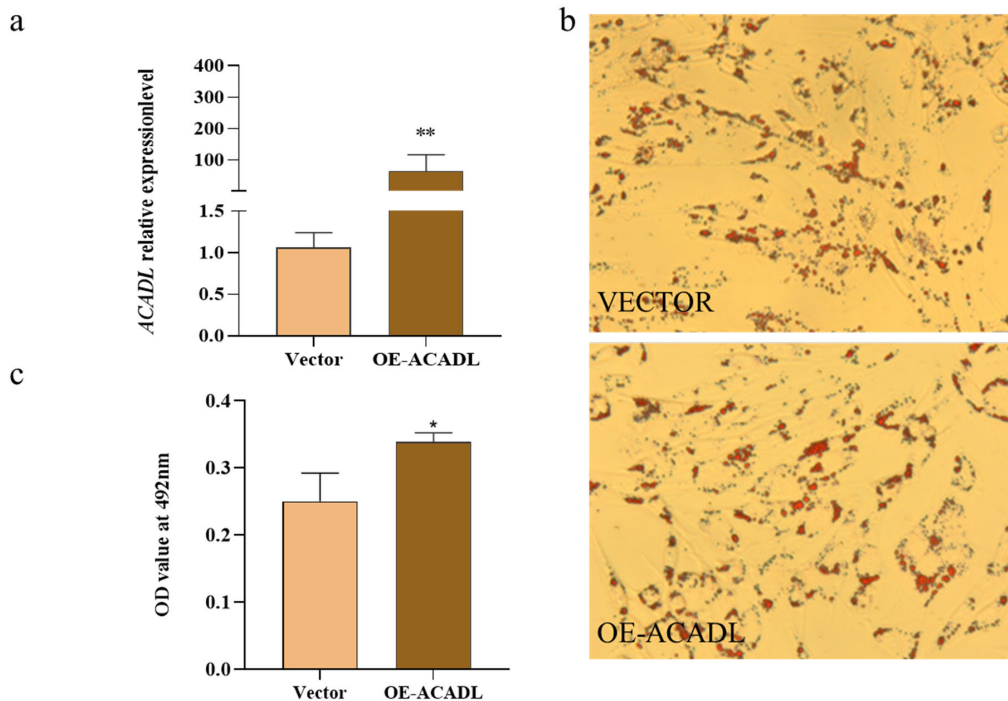 a
ACADL relative expressionlevel
400
300
200
100
1.5
1.0
0.5
0.0
**
Vector
OE-ACADL
b
VECTOR
OE-ACADL
c
OD value at 492nm
0.4
0.3
0.2
0.1
0.0
*
Vector
OE-ACADL